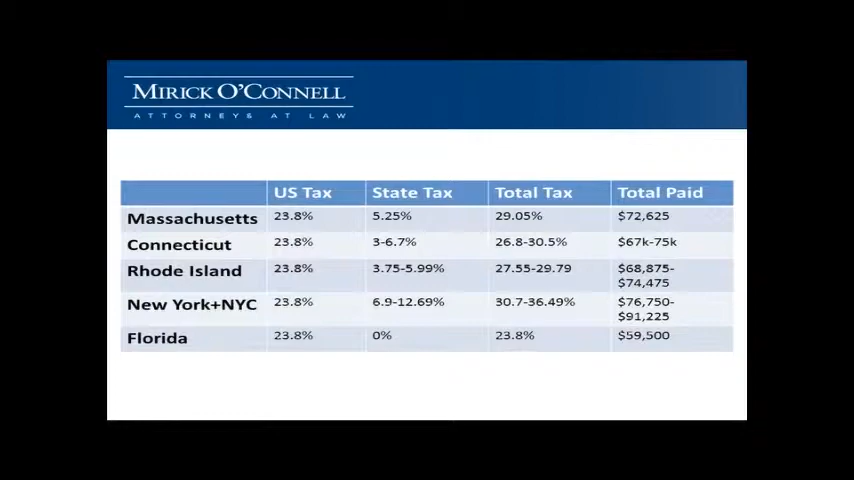 MIRICK O'CONNELL
ATTORNEYS AT LAW
US Tax State Tax Total Tax Total Paid
Massachusetts 23.8% 5.25% 29.05% $72,625
Connecticut 23.8% 3-6.7% 26.8-30.5% $67k-75k
Rhode Island 23.8% 3.75-5.99% 27.55-29.79 $68,875-
$74,475
New York+NYC 23.8% 6.9-12.69% 30.7-36.49% $76,750-
$91,225
Florida 23.8% 0% 23.8% $59,500